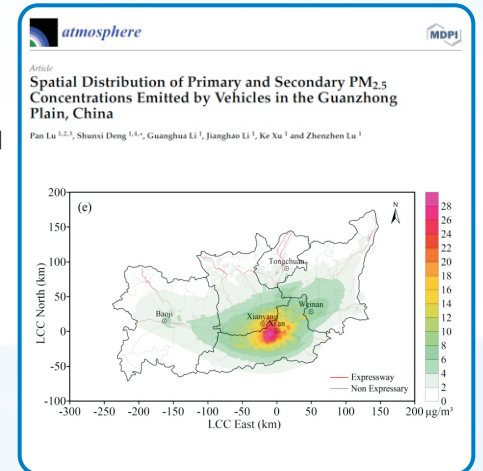 atmosphere
MDPI
Article
Spatial Distribution of Primary and Secondary PM2.5
Concentrations Emitted by Vehicles in the Guanzhong
Plain, China
Pan Lu 1,2,3, Shunxi Deng 1,4,*, Guanghua Li 1, Jianghao Li 1, Ke Xu 1 and Zhenzhen Lu 1
(e)
N
LCC North (km)
200
150
100
50
0
-50
-100
Tongchuan
Baoji
Xianyang
Xi'an
Weinan
Expressway
Non Expressary
-300 -250 -200 -150 -100 -50 0 50 100 150 200
LCC East (km)
28
26
24
22
20
18
16
14
12
10
8
6
4
2
0
μg/m³